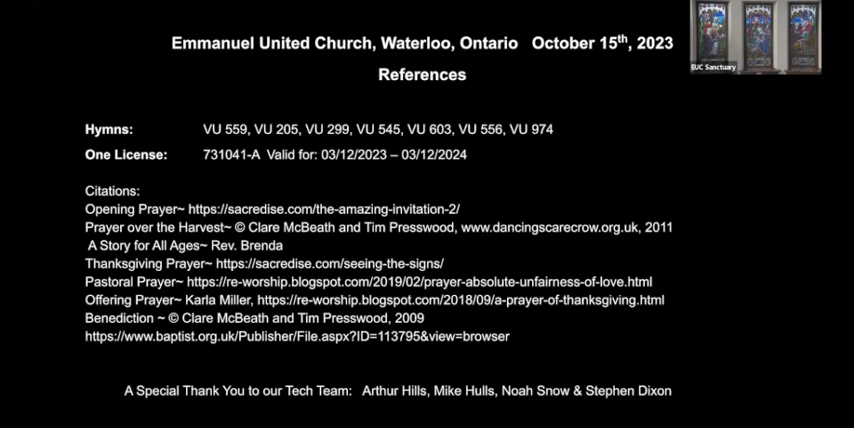 Emmanuel United Church, Waterloo, Ontario October 15th, 2023
EUC Sanctuary
References
Hymns: VU 559, VU 205, VU 299, VU 545, VU 603, VU 556, VU 974
One License: 731041-A Valid for: 03/12/2023 – 03/12/2024
Citations:
Opening Prayer~ https://sacredise.com/the-amazing-invitation-2/
Prayer over the Harvest~ © Clare McBeath and Tim Presswood, www.dancingscarecrow.org.uk, 2011
A Story for All Ages~ Rev. Brenda
Thanksgiving Prayer~ https://sacredise.com/seeing-the-signs/
Pastoral Prayer~ https://re-worship.blogspot.com/2019/02/prayer-absolute-unfairness-of-love.html
Offering Prayer~ Karla Miller, https://re-worship.blogspot.com/2018/09/a-prayer-of-thanksgiving.html
Benediction ~ © Clare McBeath and Tim Presswood, 2009
https://www.baptist.org.uk/Publisher/File.aspx?ID=113795&view=browser
A Special Thank You to our Tech Team: Arthur Hills, Mike Hulls, Noah Snow & Stephen Dixon